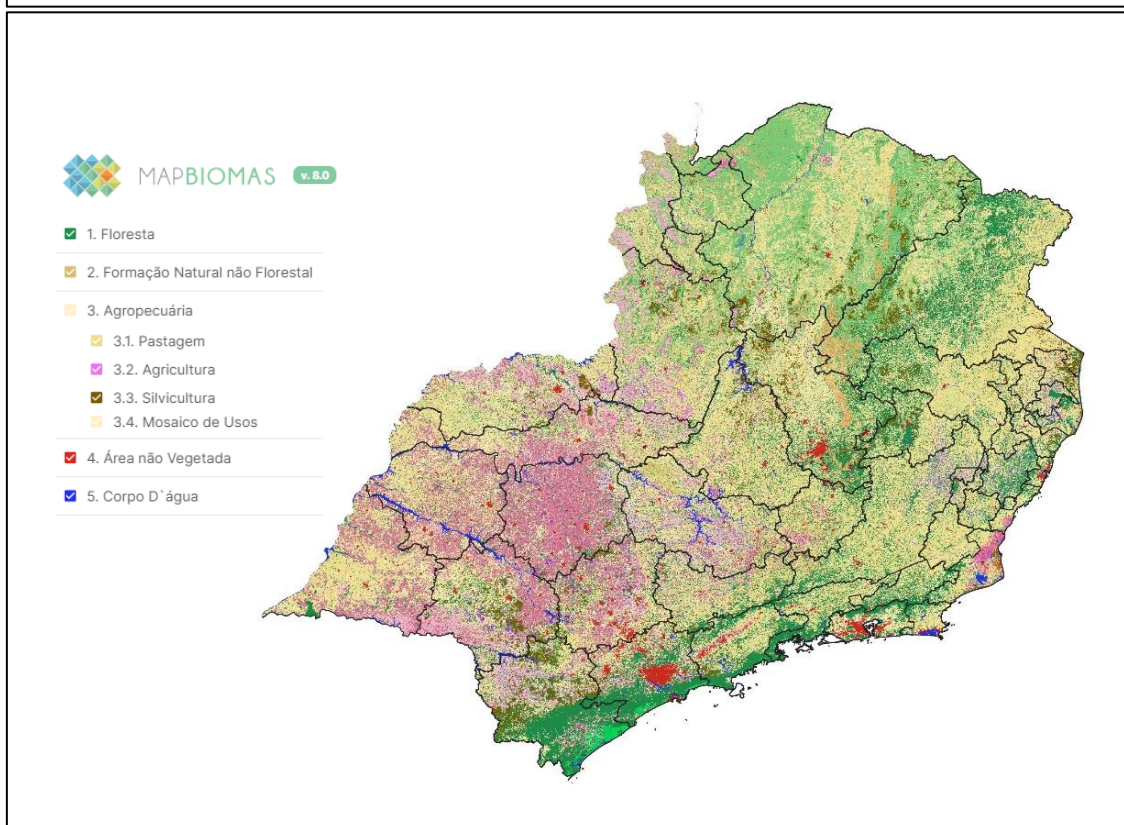 MAPBIOMAS v. 8.0
1. Floresta
2. Formação Natural não Florestal
3. Agropecuária
3.1. Pastagem
3.2. Agricultura
3.3. Silvicultura
3.4. Mosaico de Usos
4. Área não Vegetada
5. Corpo D`água